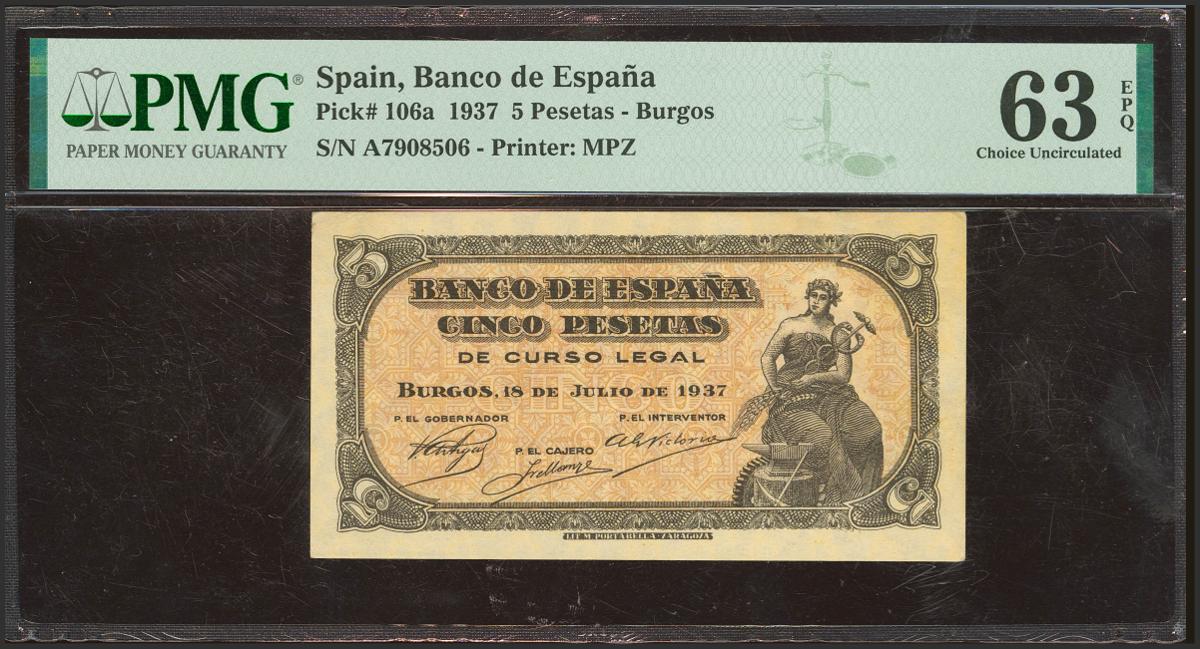 PMG®
PAPER MONEY GUARANTY
Spain, Banco de España
Pick# 106a 1937 5 Pesetas - Burgos
S/N A7908506 - Printer: MPZ
63
EPQ
Choice Uncirculated
5 5
BANCO DE ESPAÑA
CINCO PESETAS
DE CURSO LEGAL
BURGOS, 18 DE JULIO DE 1937
P. EL GOBERNADOR
P. EL INTERVENTOR
P. EL CAJERO
5 5
LIT. M. PORTABELLA - ZARAGOZA